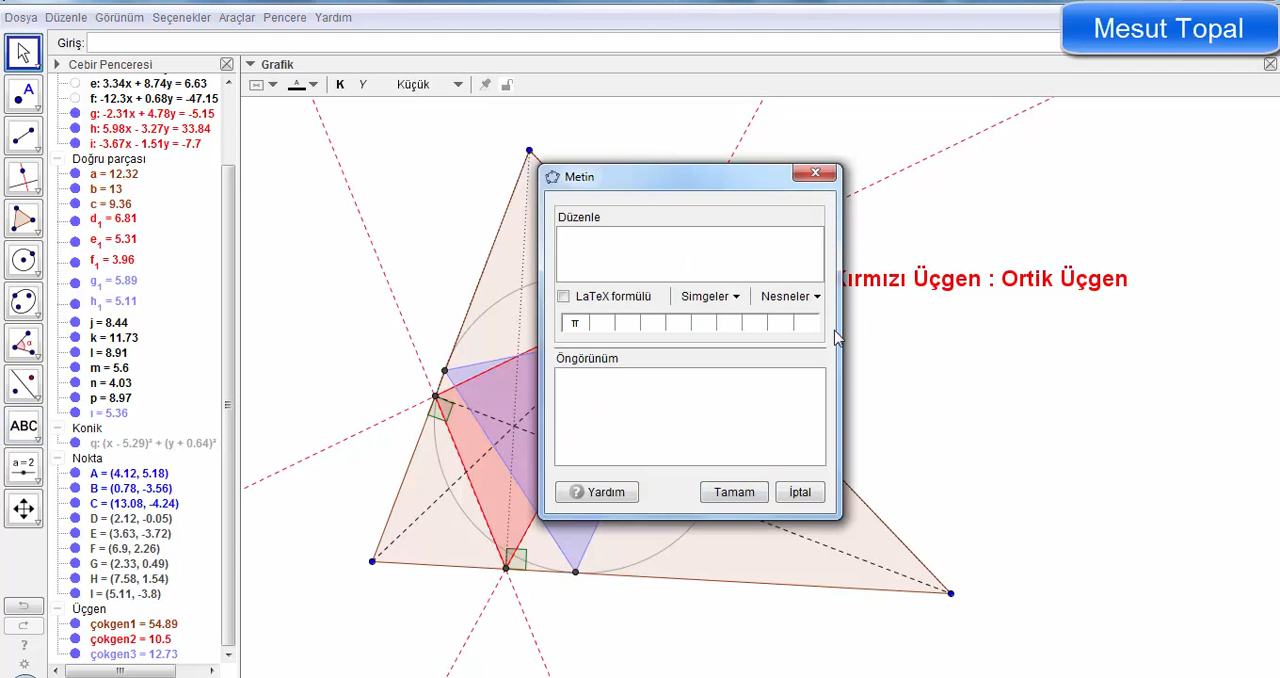 Dosya Düzenle Görünüm Seçenekler Araçlar Pencere Yardım
Mesut Topal
Giriş:
Cebir Penceresi
Grafik
K Y Küçük
e: 3.34x + 8.74y = 6.63
f: -12.3x + 0.68y = -47.15
g: -2.31x + 4.78y = -5.15
h: 5.98x - 3.27y = 33.84
i: -3.67x - 1.51y = -7.7
Doğru parçası
a = 12.32
b = 13
c = 9.36
d1 = 6.81
e1 = 5.31
f1 = 3.96
g1 = 5.89
h1 = 5.11
j = 8.44
k = 11.73
l = 8.91
m = 5.6
n = 4.03
p = 8.97
ı = 5.36
Konik
q: (x - 5.29)² + (y + 0.64)²
Nokta
A = (4.12, 5.18)
B = (0.78, -3.56)
C = (13.08, -4.24)
D = (2.12, -0.05)
E = (3.63, -3.72)
F = (6.9, 2.26)
G = (2.33, 0.49)
H = (7.58, 1.54)
I = (5.11, -3.8)
Üçgen
çokgen1 = 54.89
çokgen2 = 10.5
çokgen3 = 12.73
A
α
ABC
a=2
?
Metin
Düzenle
LaTeX formülü Simgeler Nesneler
π
Öngörünüm
? Yardım Tamam İptal
Kırmızı Üçgen : Ortik Üçgen